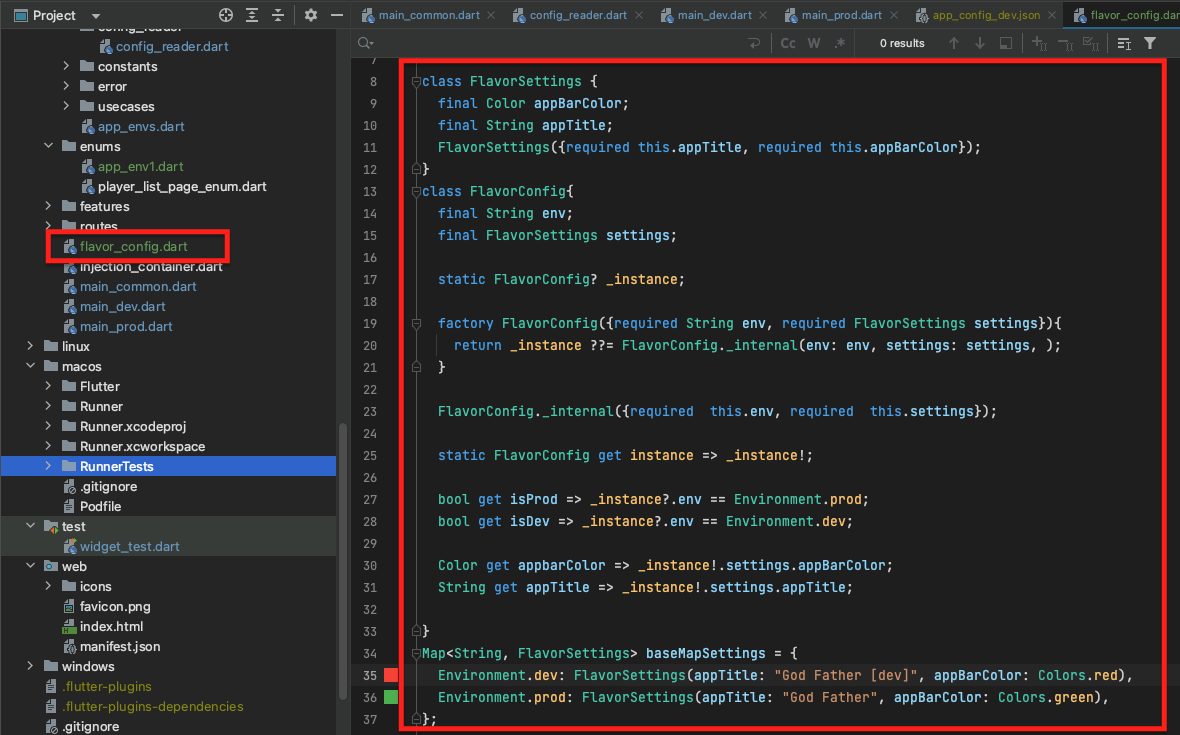 Project
config_reader
config_reader.dart
constants
error
usecases
app_envs.dart
enums
app_env1.dart
player_list_page_enum.dart
features
routes
flavor_config.dart
injection_container.dart
main_common.dart
main_dev.dart
main_prod.dart
linux
macos
Flutter
Runner
Runner.xcodeproj
Runner.xcworkspace
RunnerTests
.gitignore
Podfile
test
widget_test.dart
web
icons
favicon.png
index.html
manifest.json
windows
.flutter-plugins
.flutter-plugins-dependencies
.gitignore
main_common.dart
config_reader.dart
main_dev.dart
main_prod.dart
app_config_dev.json
flavor_config.dar
Cc W .* 0 results
7
8 class FlavorSettings {
9 final Color appBarColor;
10 final String appTitle;
11 FlavorSettings({required this.appTitle, required this.appBarColor});
12 }
13 class FlavorConfig{
14 final String env;
15 final FlavorSettings settings;
16
17 static FlavorConfig? _instance;
18
19 factory FlavorConfig({required String env, required FlavorSettings settings}){
20 return _instance ??= FlavorConfig._internal(env: env, settings: settings, );
21 }
22
23 FlavorConfig._internal({required  this.env, required  this.settings});
24
25 static FlavorConfig get instance => _instance!;
26
27 bool get isProd => _instance?.env == Environment.prod;
28 bool get isDev => _instance?.env == Environment.dev;
29
30 Color get appbarColor => _instance!.settings.appBarColor;
31 String get appTitle => _instance!.settings.appTitle;
32
33 }
34 Map<String, FlavorSettings> baseMapSettings = {
35 Environment.dev: FlavorSettings(appTitle: "God Father [dev]", appBarColor: Colors.red),
36 Environment.prod: FlavorSettings(appTitle: "God Father", appBarColor: Colors.green),
37 };